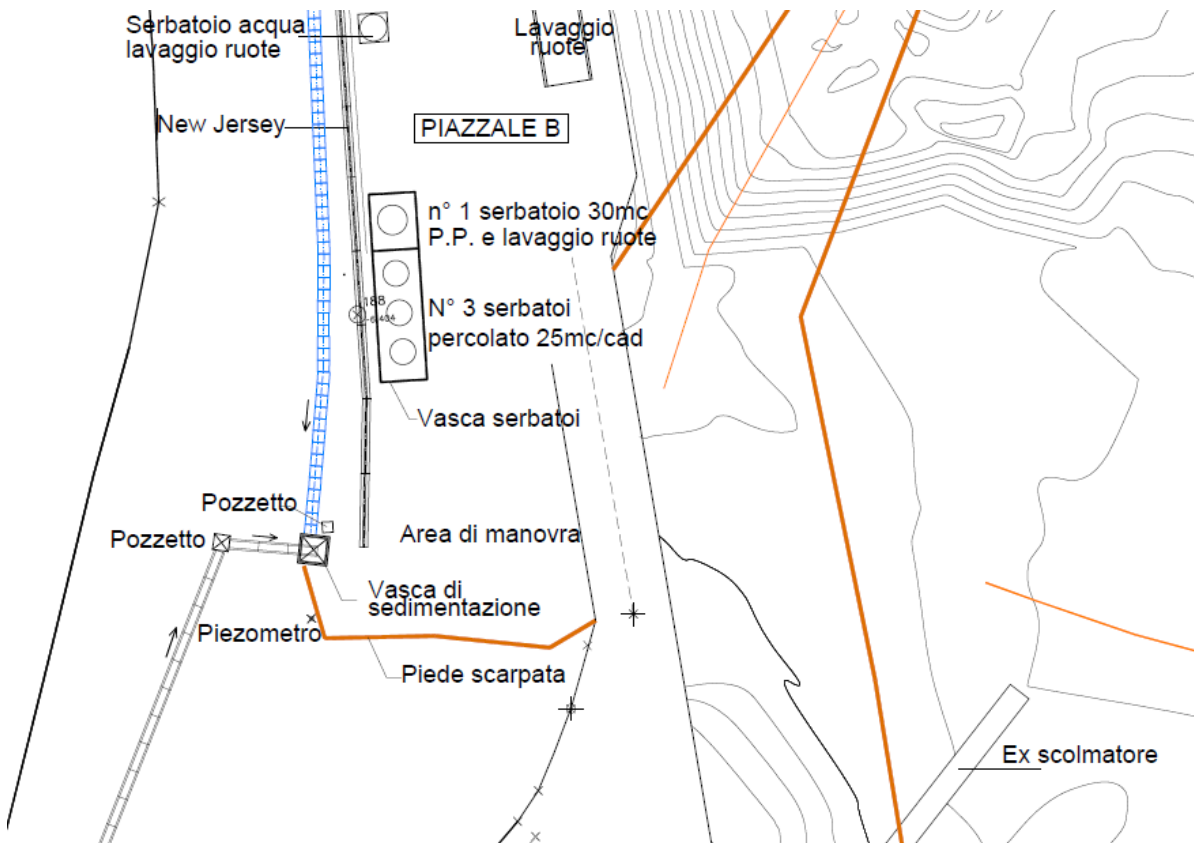 Serbatoio acqua
lavaggio ruote
Lavaggio
ruote
New Jersey
PIAZZALE B
n° 1 serbatoio 30mc
P.P. e lavaggio ruote
188
N° 3 serbatoi
percolato 25mc/cad
Vasca serbatoi
Pozzetto
Pozzetto
Area di manovra
Vasca di
sedimentazione
Piezometro
Piede scarpata
Ex scolmatore